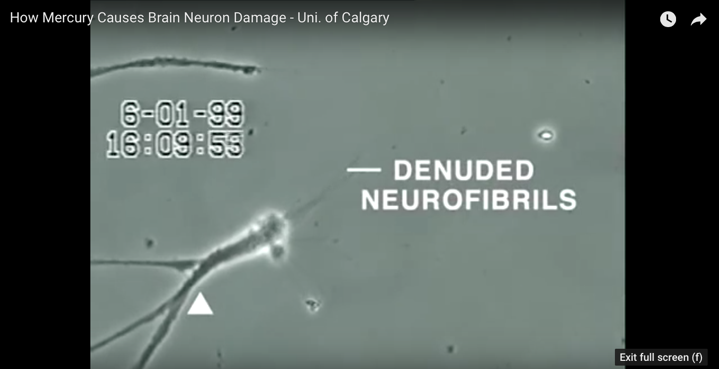 How Mercury Causes Brain Neuron Damage - Uni. of Calgary
6-01-99
16:09:53
DENUDED
NEUROFIBRILS
Exit full screen (f)